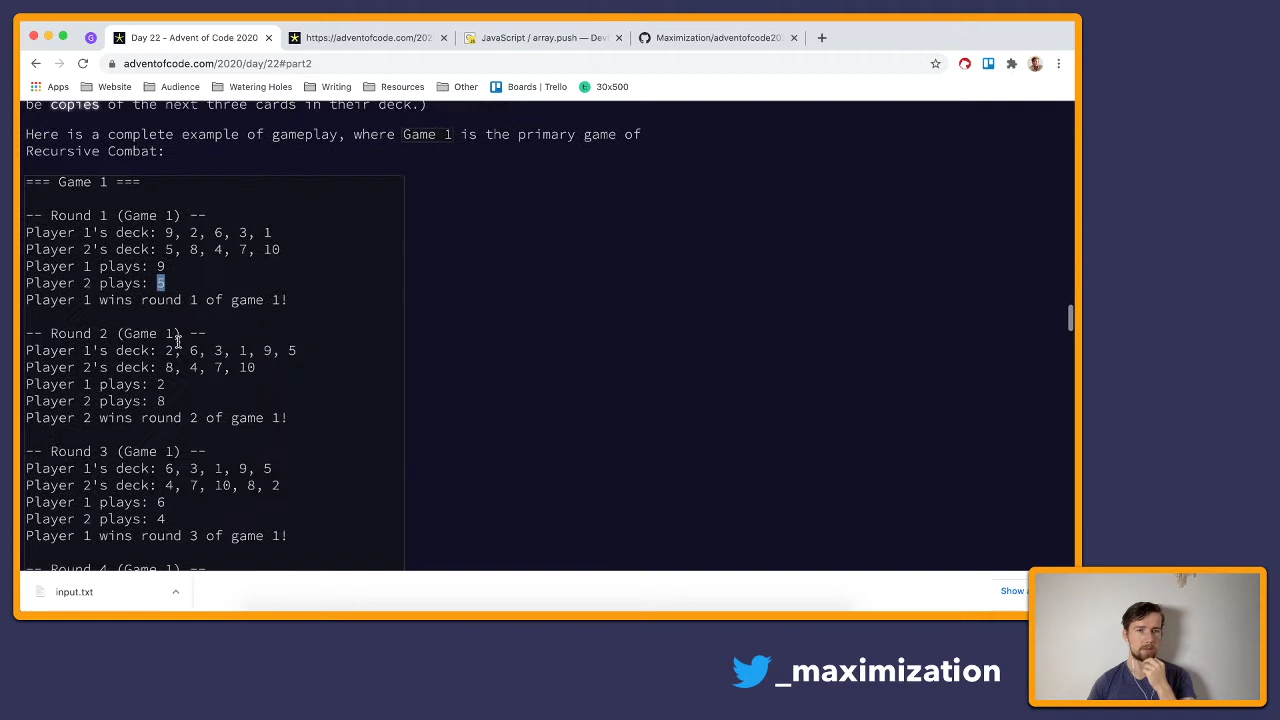 Day 22 - Advent of Code 2020
https://adventofcode.com/202
JavaScript / array.push — Dev
Maximization/adventofcode20
adventofcode.com/2020/day/22#part2
Apps Website Audience Watering Holes Writing Resources Other Boards | Trello 30x500
be copies of the next three cards in their deck.)
Here is a complete example of gameplay, where Game 1 is the primary game of
Recursive Combat:
=== Game 1 ===
-- Round 1 (Game 1) --
Player 1's deck: 9, 2, 6, 3, 1
Player 2's deck: 5, 8, 4, 7, 10
Player 1 plays: 9
Player 2 plays: 5
Player 1 wins round 1 of game 1!
-- Round 2 (Game 1) --
Player 1's deck: 2, 6, 3, 1, 9, 5
Player 2's deck: 8, 4, 7, 10
Player 1 plays: 2
Player 2 plays: 8
Player 2 wins round 2 of game 1!
-- Round 3 (Game 1) --
Player 1's deck: 6, 3, 1, 9, 5
Player 2's deck: 4, 7, 10, 8, 2
Player 1 plays: 6
Player 2 plays: 4
Player 1 wins round 3 of game 1!
-- Round 4 (Game 1) --
input.txt
Show
_maximization